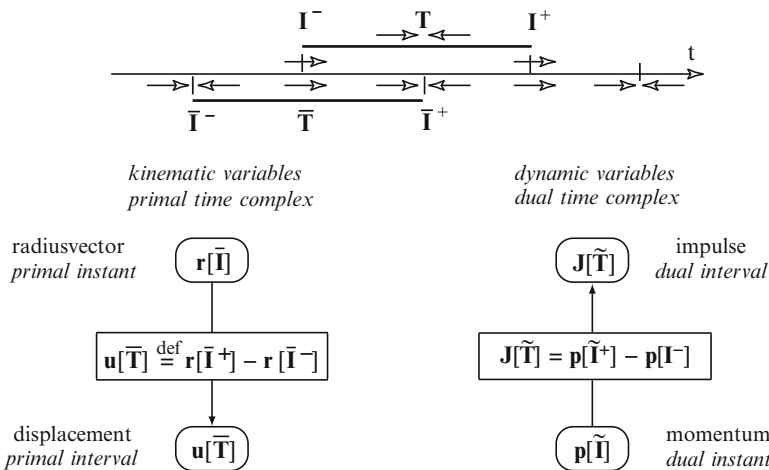 I⁻ T I⁺
t
Ī⁻ T̅ Ī⁺
kinematic variables dynamic variables
primal time complex dual time complex
radiusvector r[Ī] J[T̃] impulse
primal instant dual interval
u[T̅] def= r[Ī⁺] − r [Ī⁻] J[T̃] = p[Ĩ⁺] − p[I⁻]
displacement u[T̅] p[Ĩ] momentum
primal interval dual instant